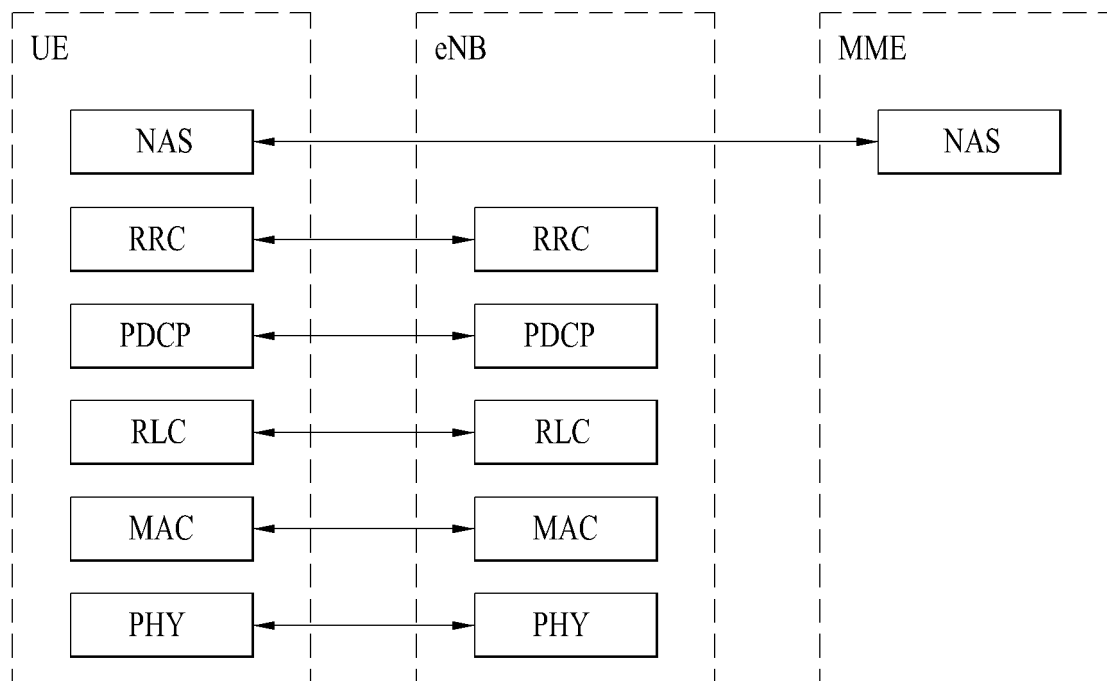 UE eNB MME
NAS NAS
RRC RRC
PDCP PDCP
RLC RLC
MAC MAC
PHY PHY